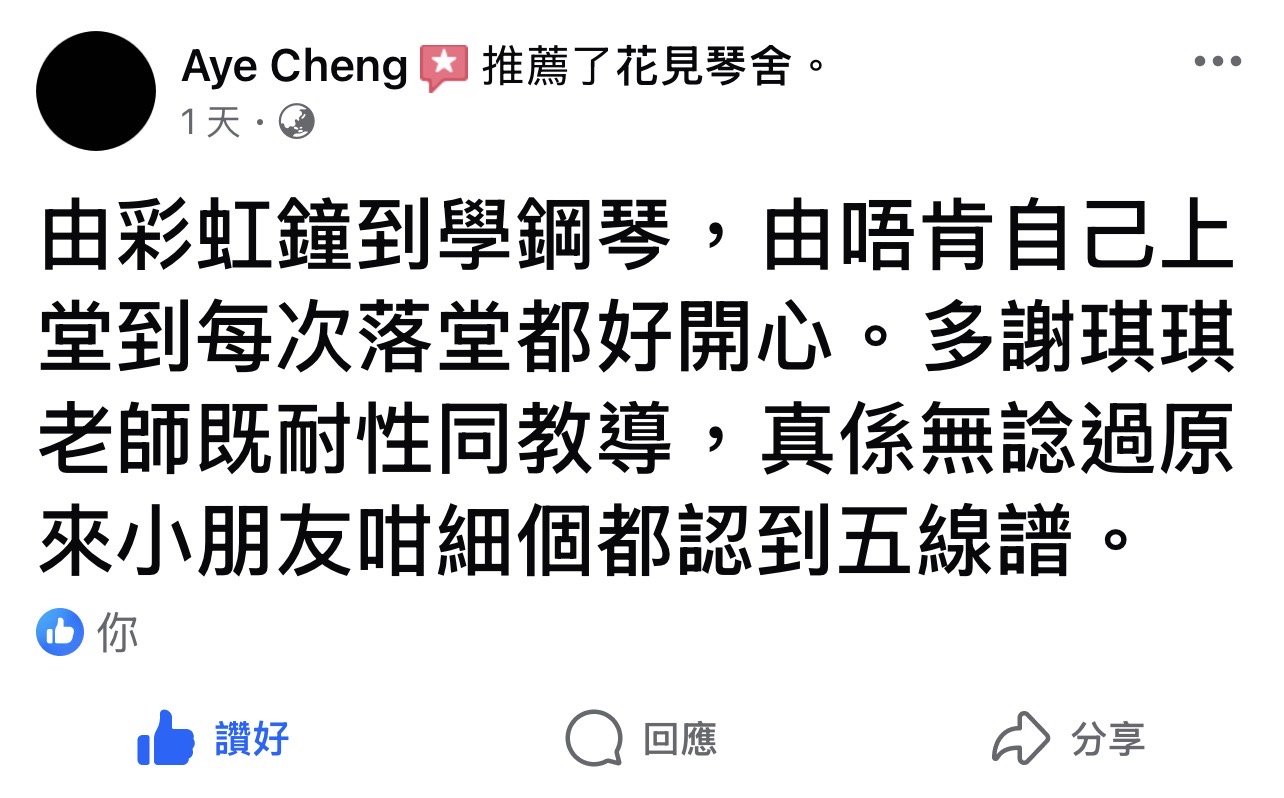 Aye Cheng 推薦了花見琴舍。
1 天 ·
由彩虹鐘到學鋼琴，由唔肯自己上
堂到每次落堂都好開心。多謝琪琪
老師既耐性同教導，真係無諗過原
來小朋友咁細個都認到五線譜。
你
讚好 回應 分享